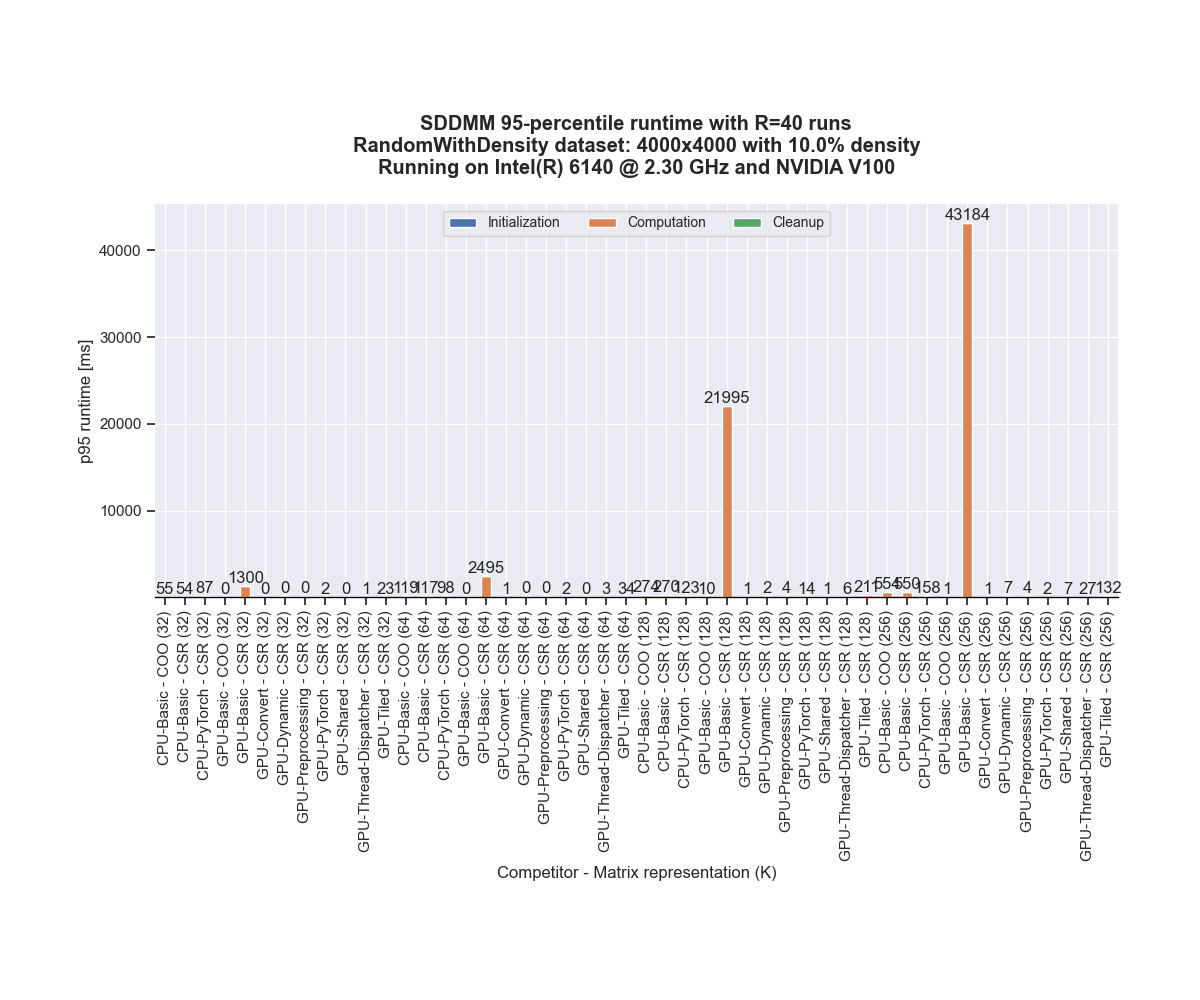 SDDMM 95-percentile runtime with R=40 runs
RandomWithDensity dataset: 4000x4000 with 10.0% density
Running on Intel(R) 6140 @ 2.30 GHz and NVIDIA V100
Initialization
Computation
Cleanup
p95 runtime [ms]
40000
30000
20000
10000
55
54
87
0
1300
0
0
0
2
0
1
23
119
117
98
0
2495
1
0
0
2
0
3
34
274
270
123
10
21995
1
2
4
14
1
6
211
554
550
158
1
43184
1
7
4
2
7
27
132
CPU-Basic - COO (32)
CPU-Basic - CSR (32)
CPU-PyTorch - CSR (32)
GPU-Basic - COO (32)
GPU-Basic - CSR (32)
GPU-Convert - CSR (32)
GPU-Dynamic - CSR (32)
GPU-Preprocessing - CSR (32)
GPU-PyTorch - CSR (32)
GPU-Shared - CSR (32)
GPU-Thread-Dispatcher - CSR (32)
GPU-Tiled - CSR (32)
CPU-Basic - COO (64)
CPU-Basic - CSR (64)
CPU-PyTorch - CSR (64)
GPU-Basic - COO (64)
GPU-Basic - CSR (64)
GPU-Convert - CSR (64)
GPU-Dynamic - CSR (64)
GPU-Preprocessing - CSR (64)
GPU-PyTorch - CSR (64)
GPU-Shared - CSR (64)
GPU-Thread-Dispatcher - CSR (64)
GPU-Tiled - CSR (64)
CPU-Basic - COO (128)
CPU-Basic - CSR (128)
CPU-PyTorch - CSR (128)
GPU-Basic - COO (128)
GPU-Basic - CSR (128)
GPU-Convert - CSR (128)
GPU-Dynamic - CSR (128)
GPU-Preprocessing - CSR (128)
GPU-PyTorch - CSR (128)
GPU-Shared - CSR (128)
GPU-Thread-Dispatcher - CSR (128)
GPU-Tiled - CSR (128)
CPU-Basic - COO (256)
CPU-Basic - CSR (256)
CPU-PyTorch - CSR (256)
GPU-Basic - COO (256)
GPU-Basic - CSR (256)
GPU-Convert - CSR (256)
GPU-Dynamic - CSR (256)
GPU-Preprocessing - CSR (256)
GPU-PyTorch - CSR (256)
GPU-Shared - CSR (256)
GPU-Thread-Dispatcher - CSR (256)
GPU-Tiled - CSR (256)
Competitor - Matrix representation (K)